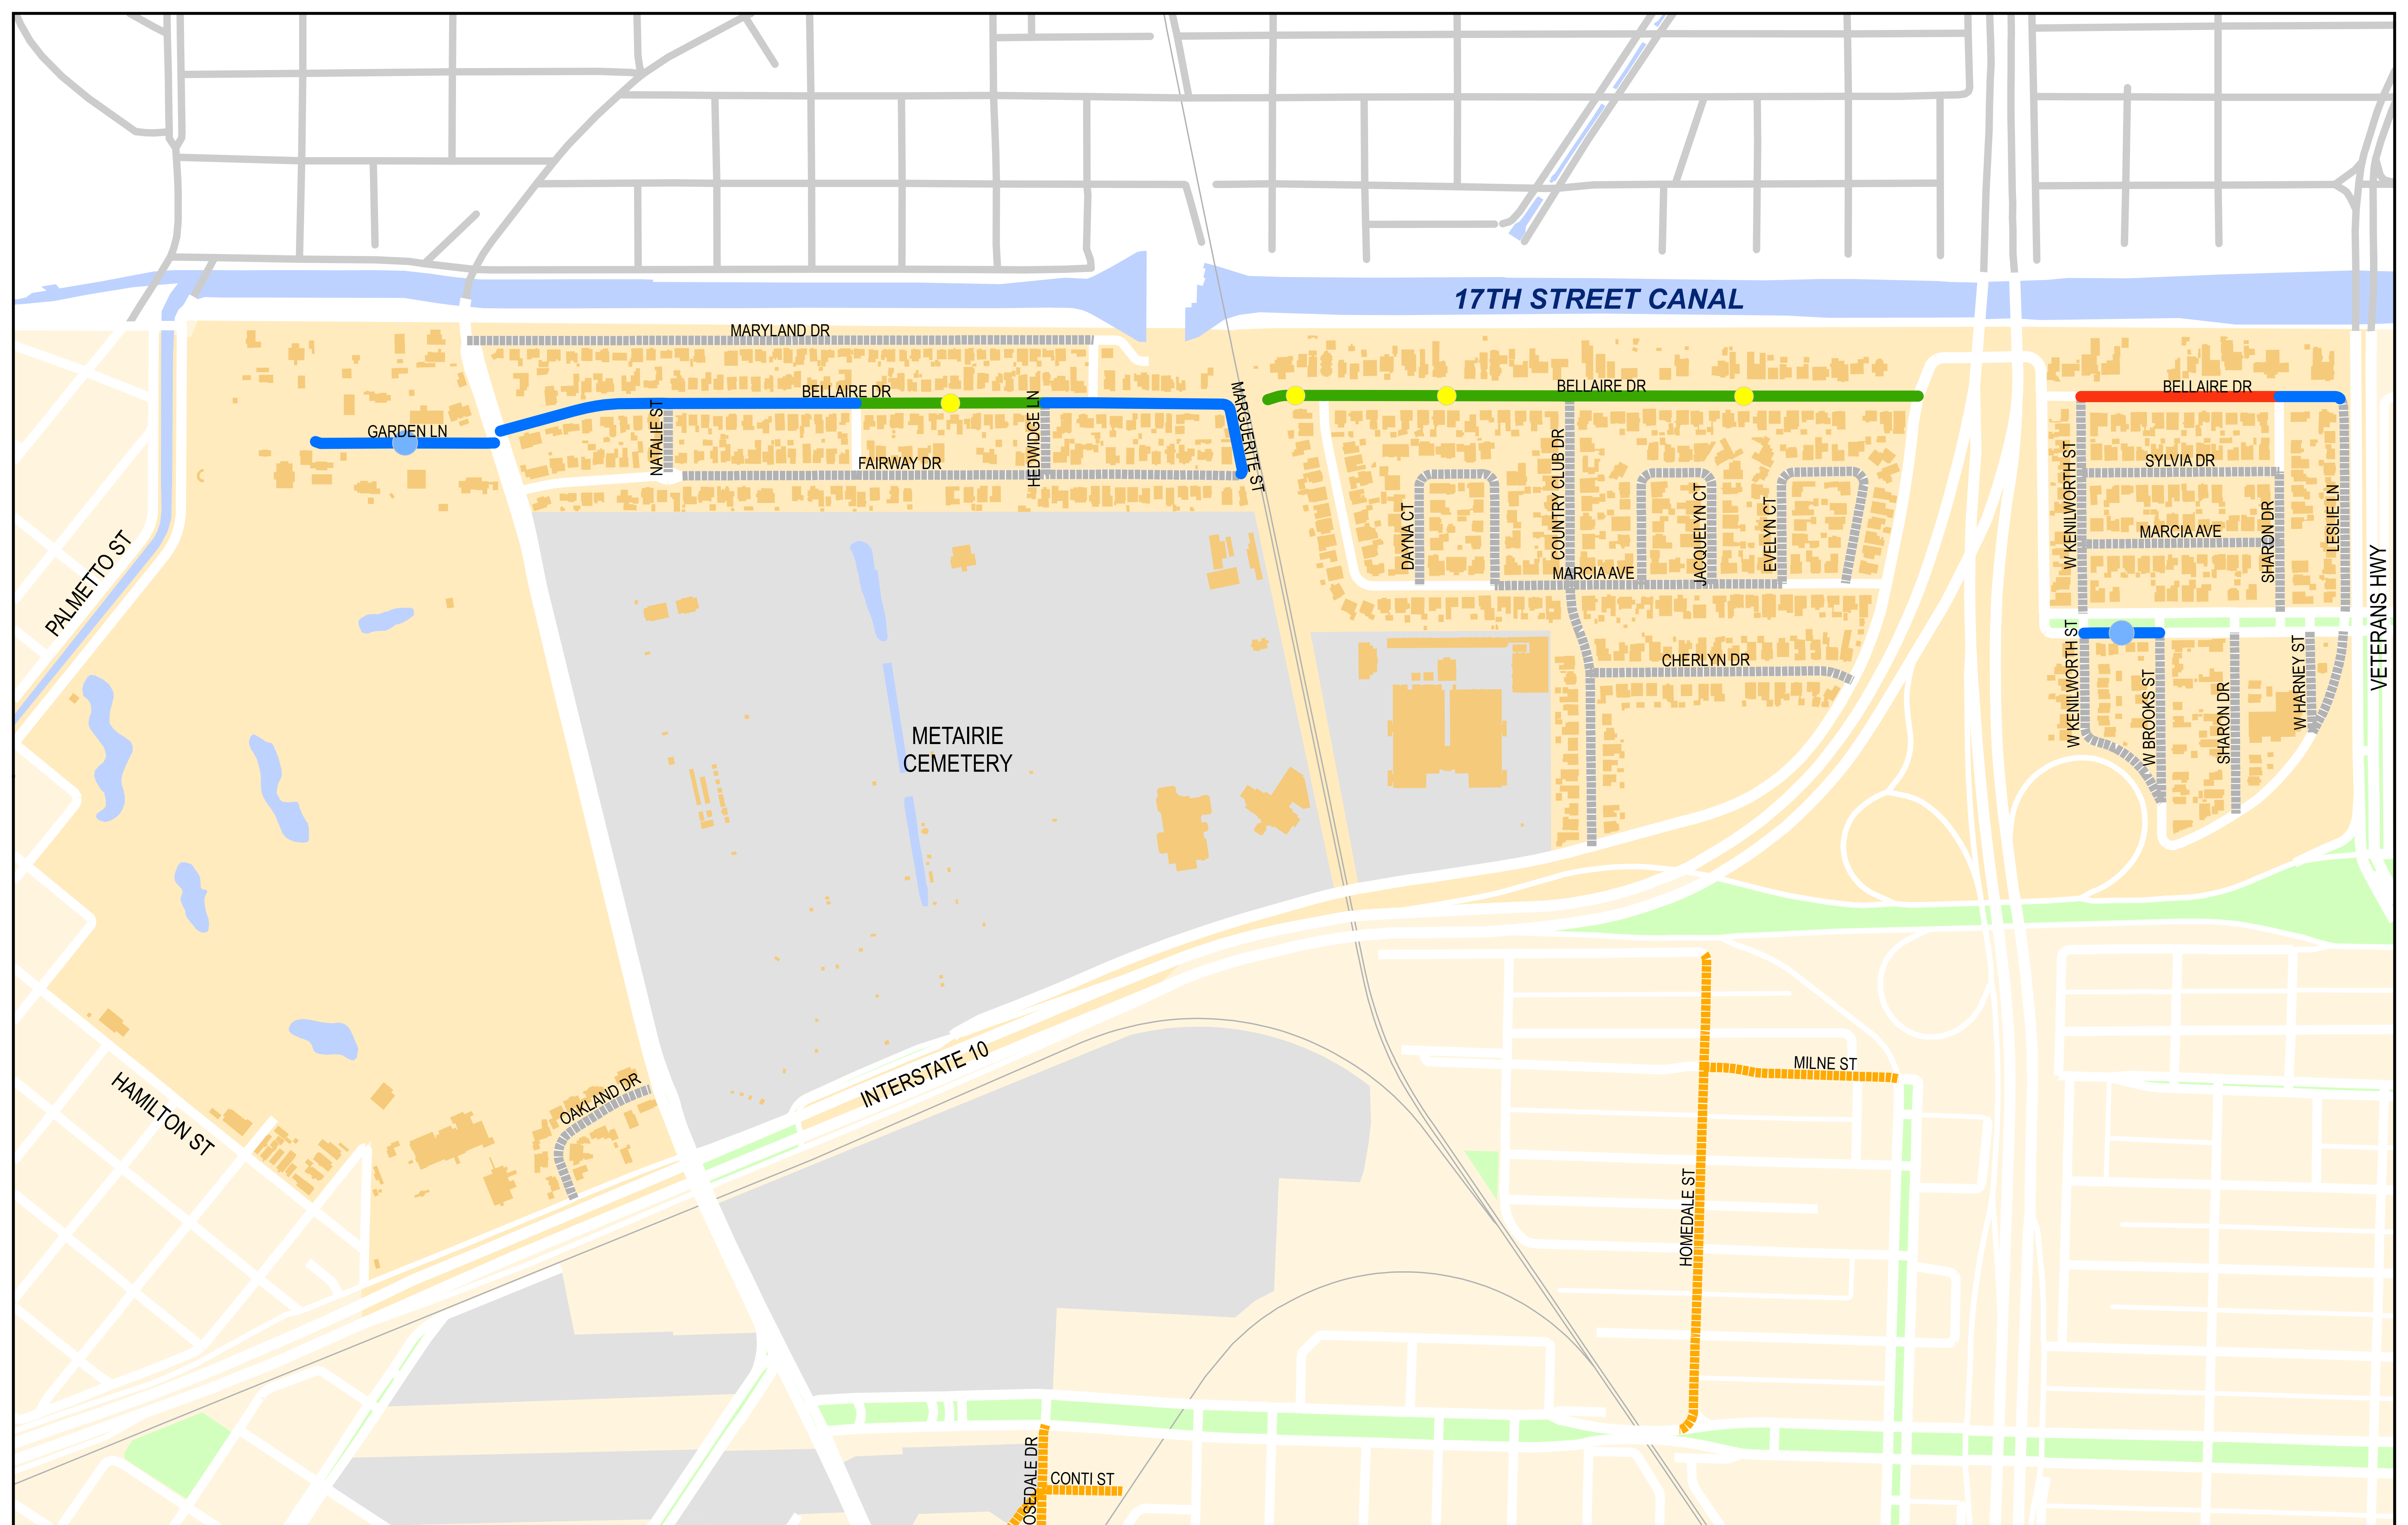 17TH STREET CANAL
MARYLAND DR
BELLAIRE DR
BELLAIRE DR
BELLAIRE DR
GARDEN LN
NATALIE ST
HEDWIDGE LN
MARGUERITE ST
FAIRWAY DR
DAYNA CT
COUNTRY CLUB DR
JACQUELYN CT
EVELYN CT
MARCIA AVE
CHERLYN DR
W KENILWORTH ST
SYLVIA DR
MARCIA AVE
SHARON DR
LESLIE LN
VETERANS HWY
W KENILWORTH ST
W BROOKS ST
SHARON DR
W HARNEY ST
PALMETTO ST
METAIRIE
CEMETERY
HAMILTON ST
OAKLAND DR
INTERSTATE 10
MILNE ST
HOMEDALE ST
OSEDALE DR
CONTI ST